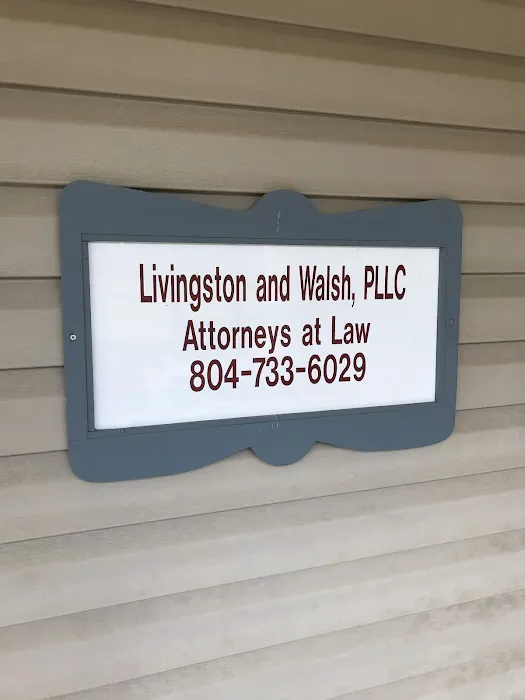 Livingston and Walsh, PLLC
Attorneys at Law
804-733-6029